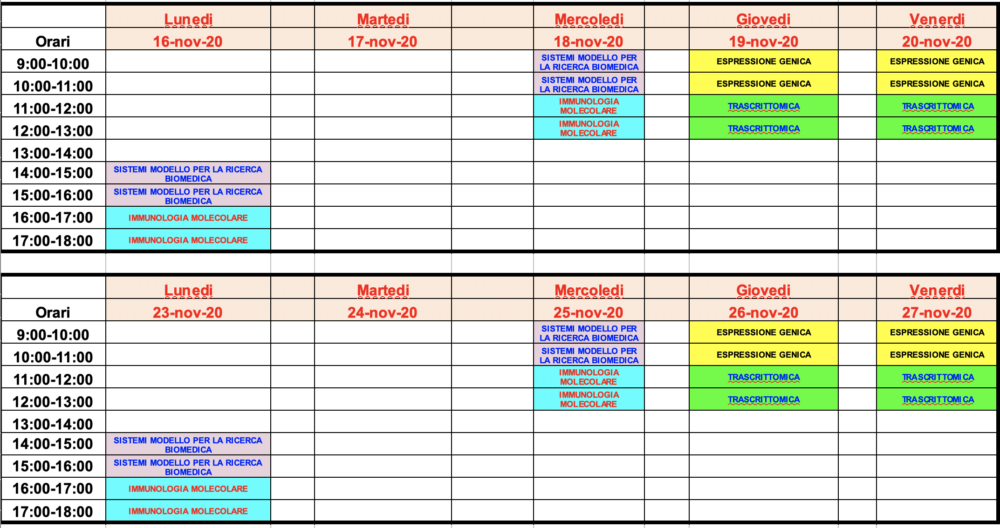 Lunedi Martedi Mercoledi Giovedi Venerdi
Orari 16-nov-20 17-nov-20 18-nov-20 19-nov-20 20-nov-20
9:00-10:00 SISTEMI MODELLO PER LA RICERCA BIOMEDICA ESPRESSIONE GENICA ESPRESSIONE GENICA
10:00-11:00 SISTEMI MODELLO PER LA RICERCA BIOMEDICA ESPRESSIONE GENICA ESPRESSIONE GENICA
11:00-12:00 IMMUNOLOGIA MOLECOLARE TRASCRITTOMICA TRASCRITTOMICA
12:00-13:00 IMMUNOLOGIA MOLECOLARE TRASCRITTOMICA TRASCRITTOMICA
13:00-14:00
14:00-15:00 SISTEMI MODELLO PER LA RICERCA BIOMEDICA
15:00-16:00 SISTEMI MODELLO PER LA RICERCA BIOMEDICA
16:00-17:00 IMMUNOLOGIA MOLECOLARE
17:00-18:00 IMMUNOLOGIA MOLECOLARE
Lunedi Martedi Mercoledi Giovedi Venerdi
Orari 23-nov-20 24-nov-20 25-nov-20 26-nov-20 27-nov-20
9:00-10:00 SISTEMI MODELLO PER LA RICERCA BIOMEDICA ESPRESSIONE GENICA ESPRESSIONE GENICA
10:00-11:00 SISTEMI MODELLO PER LA RICERCA BIOMEDICA ESPRESSIONE GENICA ESPRESSIONE GENICA
11:00-12:00 IMMUNOLOGIA MOLECOLARE TRASCRITTOMICA TRASCRITTOMICA
12:00-13:00 IMMUNOLOGIA MOLECOLARE TRASCRITTOMICA TRASCRITTOMICA
13:00-14:00
14:00-15:00 SISTEMI MODELLO PER LA RICERCA BIOMEDICA
15:00-16:00 SISTEMI MODELLO PER LA RICERCA BIOMEDICA
16:00-17:00 IMMUNOLOGIA MOLECOLARE
17:00-18:00 IMMUNOLOGIA MOLECOLARE